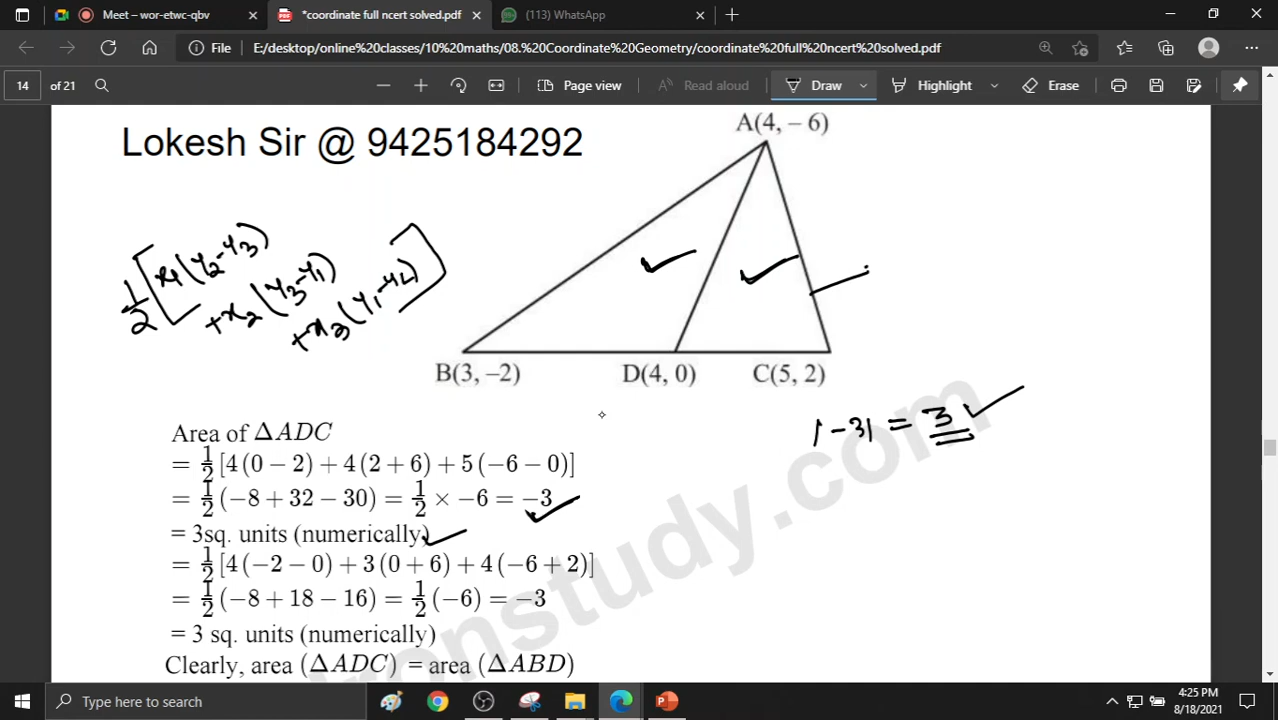 Meet – wor-etwc-qbv
*coordinate full ncert solved.pdf
(113) WhatsApp
File E:/desktop/online%20classes/10%20maths/08.%20Coordinate%20Geometry/coordinate%20full%20ncert%20solved.pdf
14 of 21
Page view
Read aloud
Draw
Highlight
Erase
Lokesh Sir @ 9425184292
A(4, – 6)
1/2 [x1(y2-y3)
+x2(y3-y1)
+x3(y1-y2)]
B(3, –2)
D(4, 0)
C(5, 2)
|-3| = 3
Area of ΔADC
= 1/2 [4 (0 − 2) + 4 (2 + 6) + 5 (−6 − 0)]
= 1/2 (−8 + 32 − 30) = 1/2 × −6 = −3
= 3sq. units (numerically)
= 1/2 [4 (−2 − 0) + 3 (0 + 6) + 4 (−6 + 2)]
= 1/2 (−8 + 18 − 16) = 1/2 (−6) = −3
= 3 sq. units (numerically)
Clearly, area (ΔADC) = area (ΔABD)
Type here to search
4:25 PM
8/18/2021